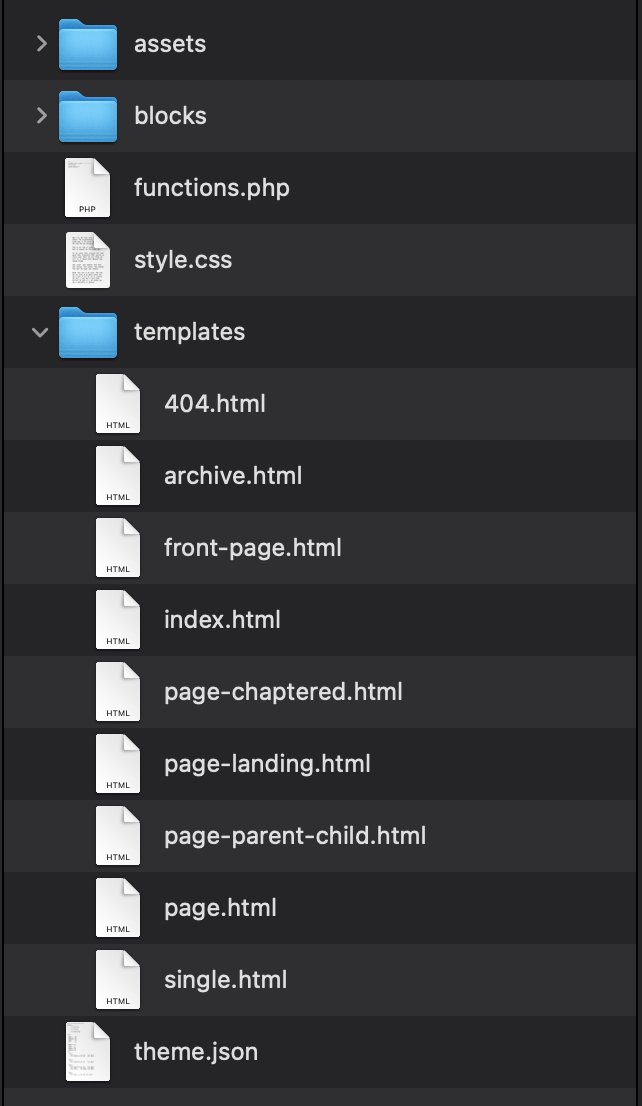 assets
blocks
PHP
functions.php
style.css
templates
HTML
404.html
HTML
archive.html
HTML
front-page.html
HTML
index.html
HTML
page-chaptered.html
HTML
page-landing.html
HTML
page-parent-child.html
HTML
page.html
HTML
single.html
theme.json